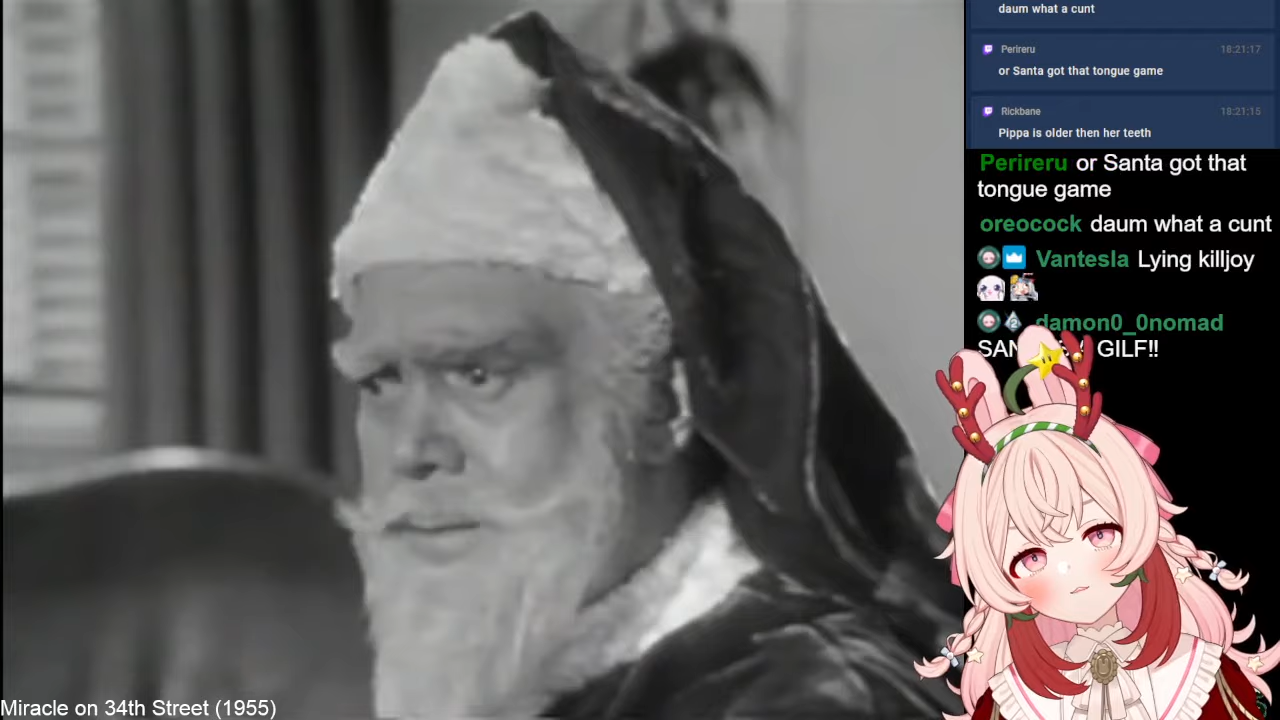 daum what a cunt
Perireru 18:21:17
or Santa got that tongue game
Rickbane 18:21:15
Pippa is older then her teeth
Perireru or Santa got that
tongue game
oreocock daum what a cunt
Vantesla Lying killjoy
2 damon0_0nomad
SAN GILF!!
Miracle on 34th Street (1955)